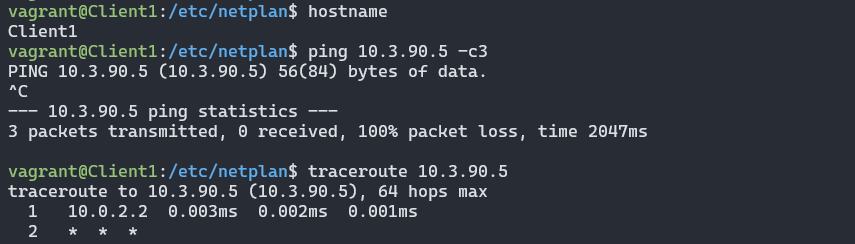 vagrant@Client1:/etc/netplan$ hostname
Client1
vagrant@Client1:/etc/netplan$ ping 10.3.90.5 -c3
PING 10.3.90.5 (10.3.90.5) 56(84) bytes of data.
^C
--- 10.3.90.5 ping statistics ---
3 packets transmitted, 0 received, 100% packet loss, time 2047ms

vagrant@Client1:/etc/netplan$ traceroute 10.3.90.5
traceroute to 10.3.90.5 (10.3.90.5), 64 hops max
  1   10.0.2.2  0.003ms  0.002ms  0.001ms
  2   *  *  *